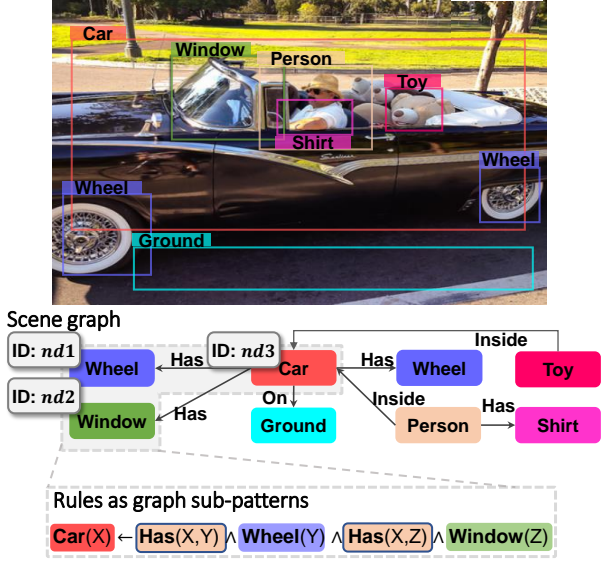 Car
Window
Person
Toy
Shirt
Wheel
Wheel
Ground
Scene graph
Inside
ID: nd1
ID: nd3
Wheel
Has
Car
Has
Wheel
Toy
ID: nd2
Has
On
Inside
Has
Window
Ground
Person
Shirt
Rules as graph sub-patterns
Car(X) ← Has(X,Y) ∧ Wheel(Y) ∧ Has(X,Z) ∧ Window(Z)